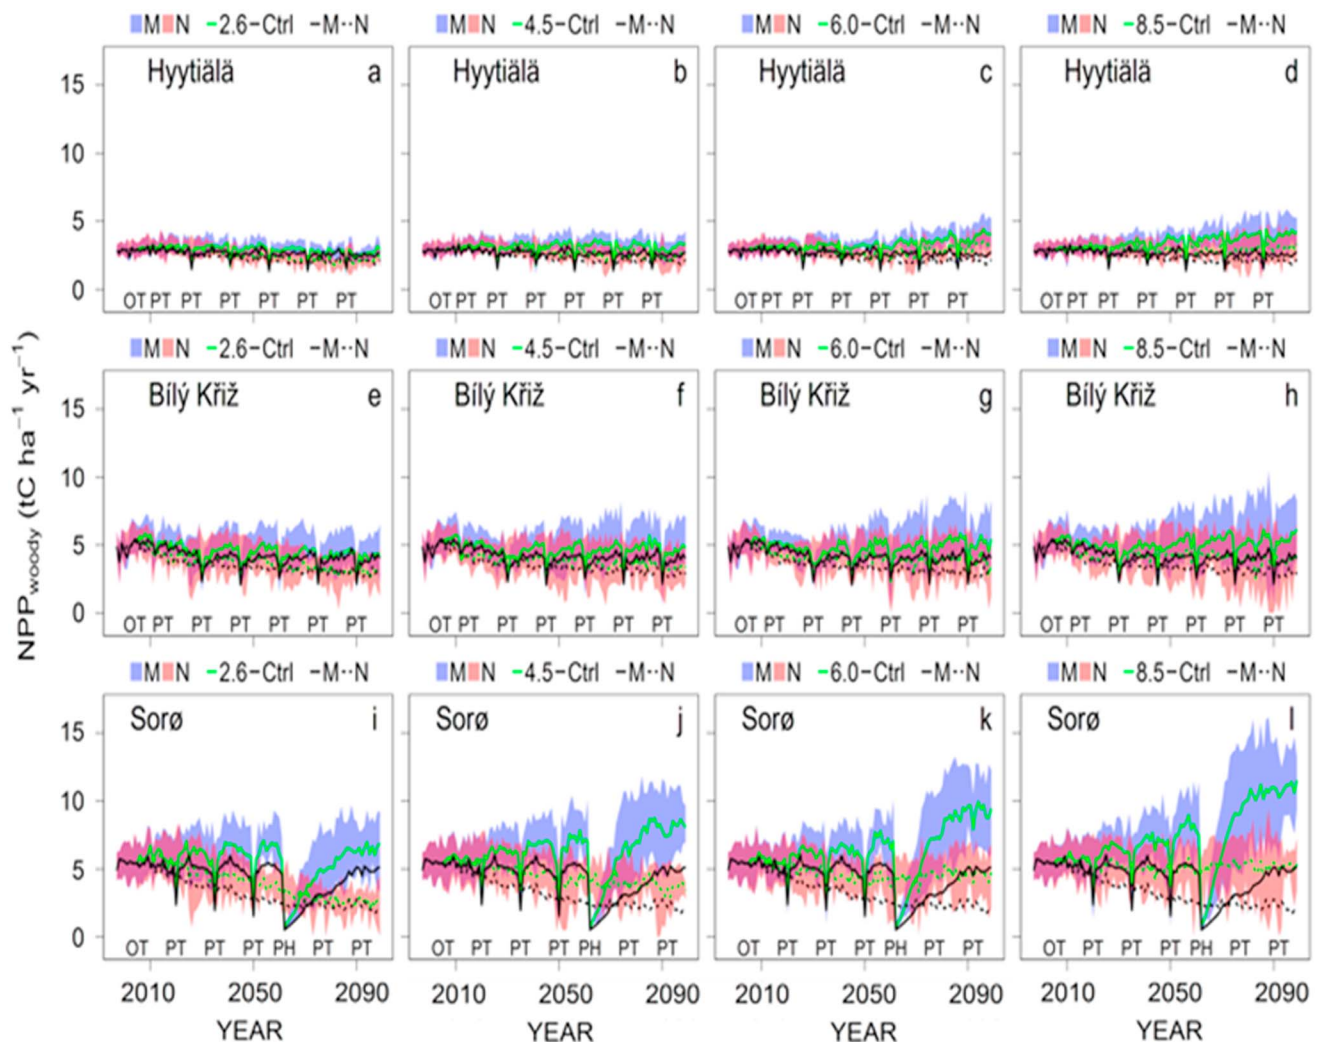 M N 2.6 Ctrl M N M N 4.5 Ctrl M N M N 6.0 Ctrl M N M N 8.5 Ctrl M N
Hyytiälä a Hyytiälä b Hyytiälä c Hyytiälä d
15
10
5
0
OT PT PT PT PT PT PT OT PT PT PT PT PT PT OT PT PT PT PT PT PT OT PT PT PT PT PT PT
M N 2.6 Ctrl M N M N 4.5 Ctrl M N M N 6.0 Ctrl M N M N 8.5 Ctrl M N
Bílý Křiž e Bílý Křiž f Bílý Křiž g Bílý Křiž h
15
10
5
0
OT PT PT PT PT PT PT OT PT PT PT PT PT PT OT PT PT PT PT PT PT OT PT PT PT PT PT PT
NPPwoody (tC ha⁻¹ yr⁻¹)
M N 2.6 Ctrl M N M N 4.5 Ctrl M N M N 6.0 Ctrl M N M N 8.5 Ctrl M N
Sorø i Sorø j Sorø k Sorø l
15
10
5
0
OT PT PT PT PH PT PT OT PT PT PT PH PT PT OT PT PT PT PH PT PT OT PT PT PT PH PT PT
2010 2050 2090 2010 2050 2090 2010 2050 2090 2010 2050 2090
YEAR YEAR YEAR YEAR